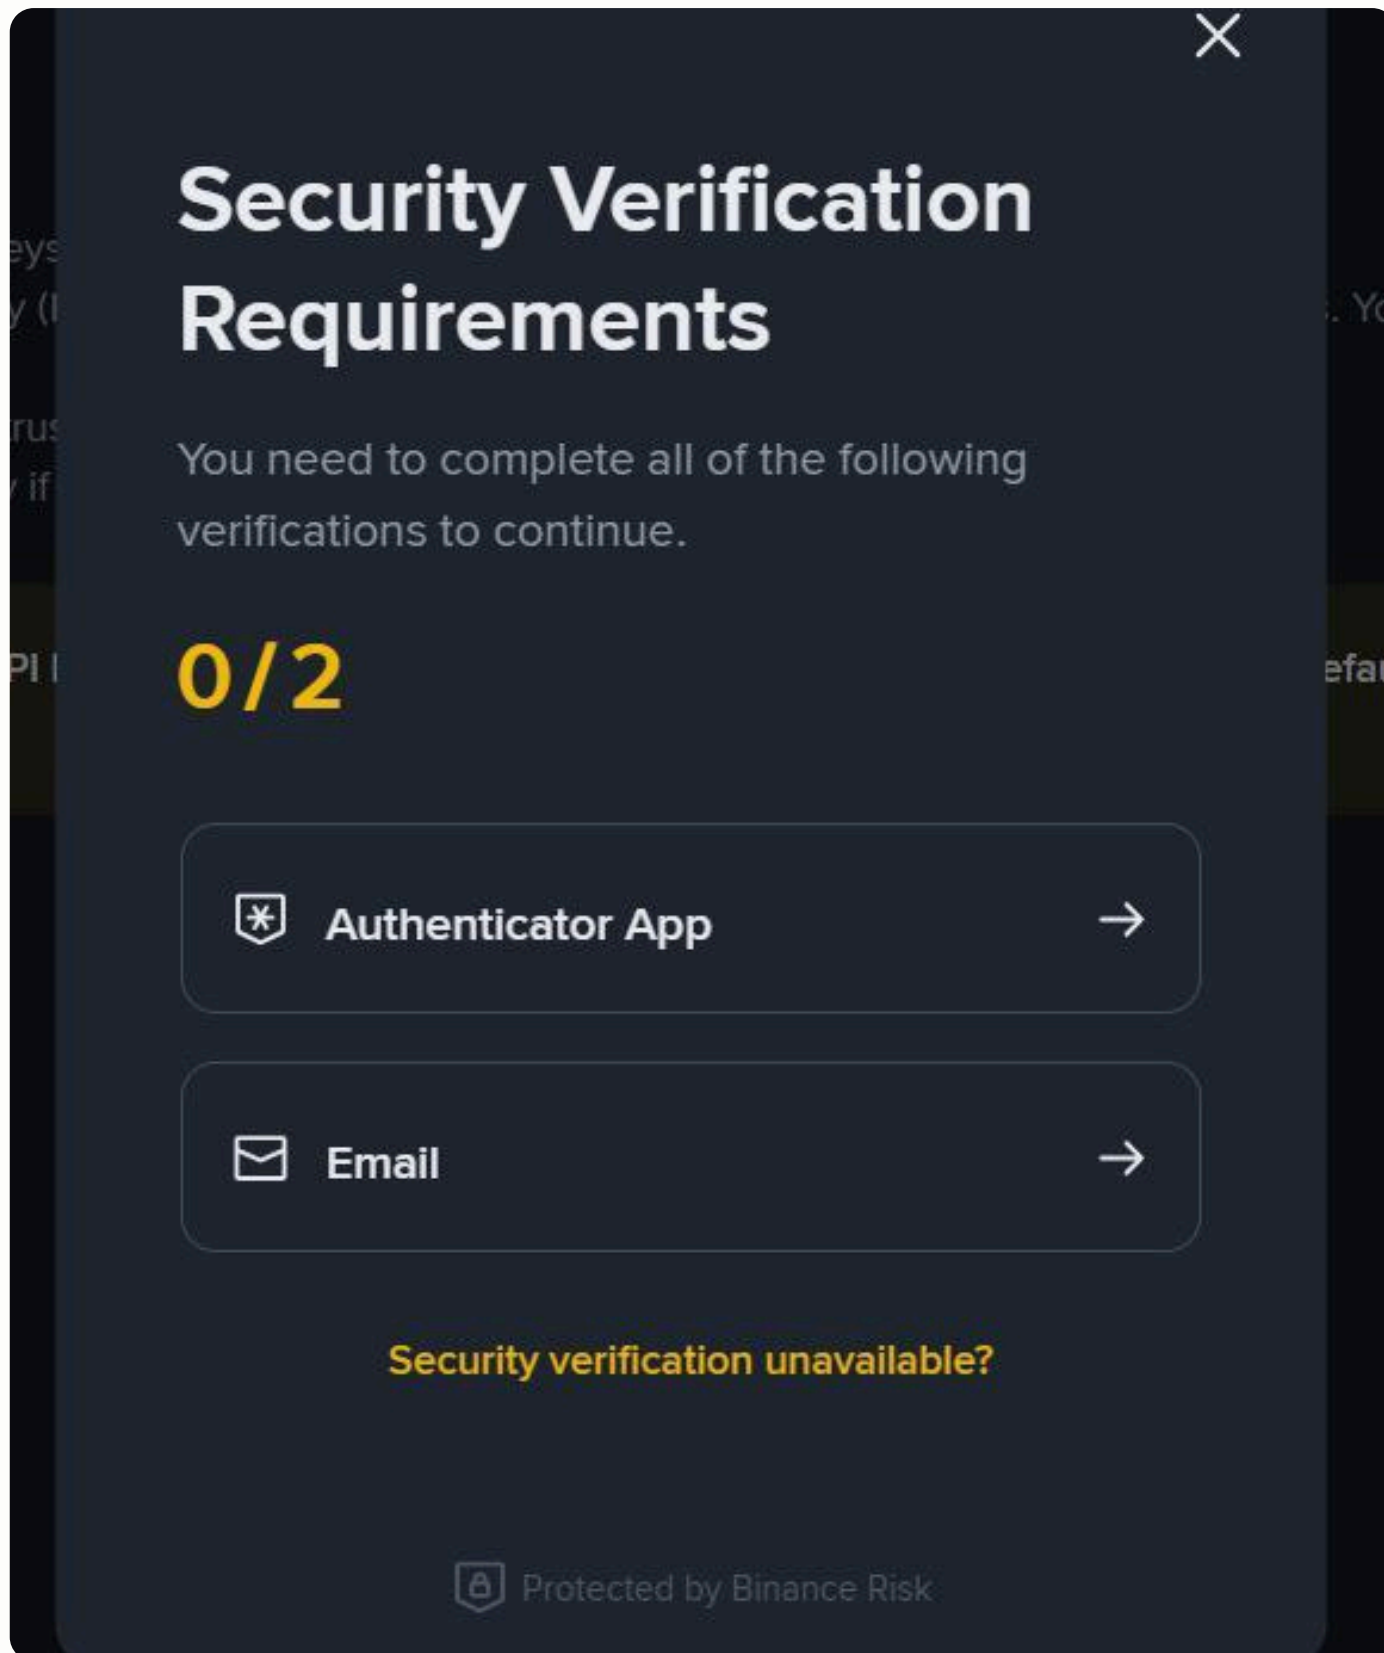 Security Verification
Requirements
You need to complete all of the following
verifications to continue.
0/2
Authenticator App
Email
Security verification unavailable?
Protected by Binance Risk